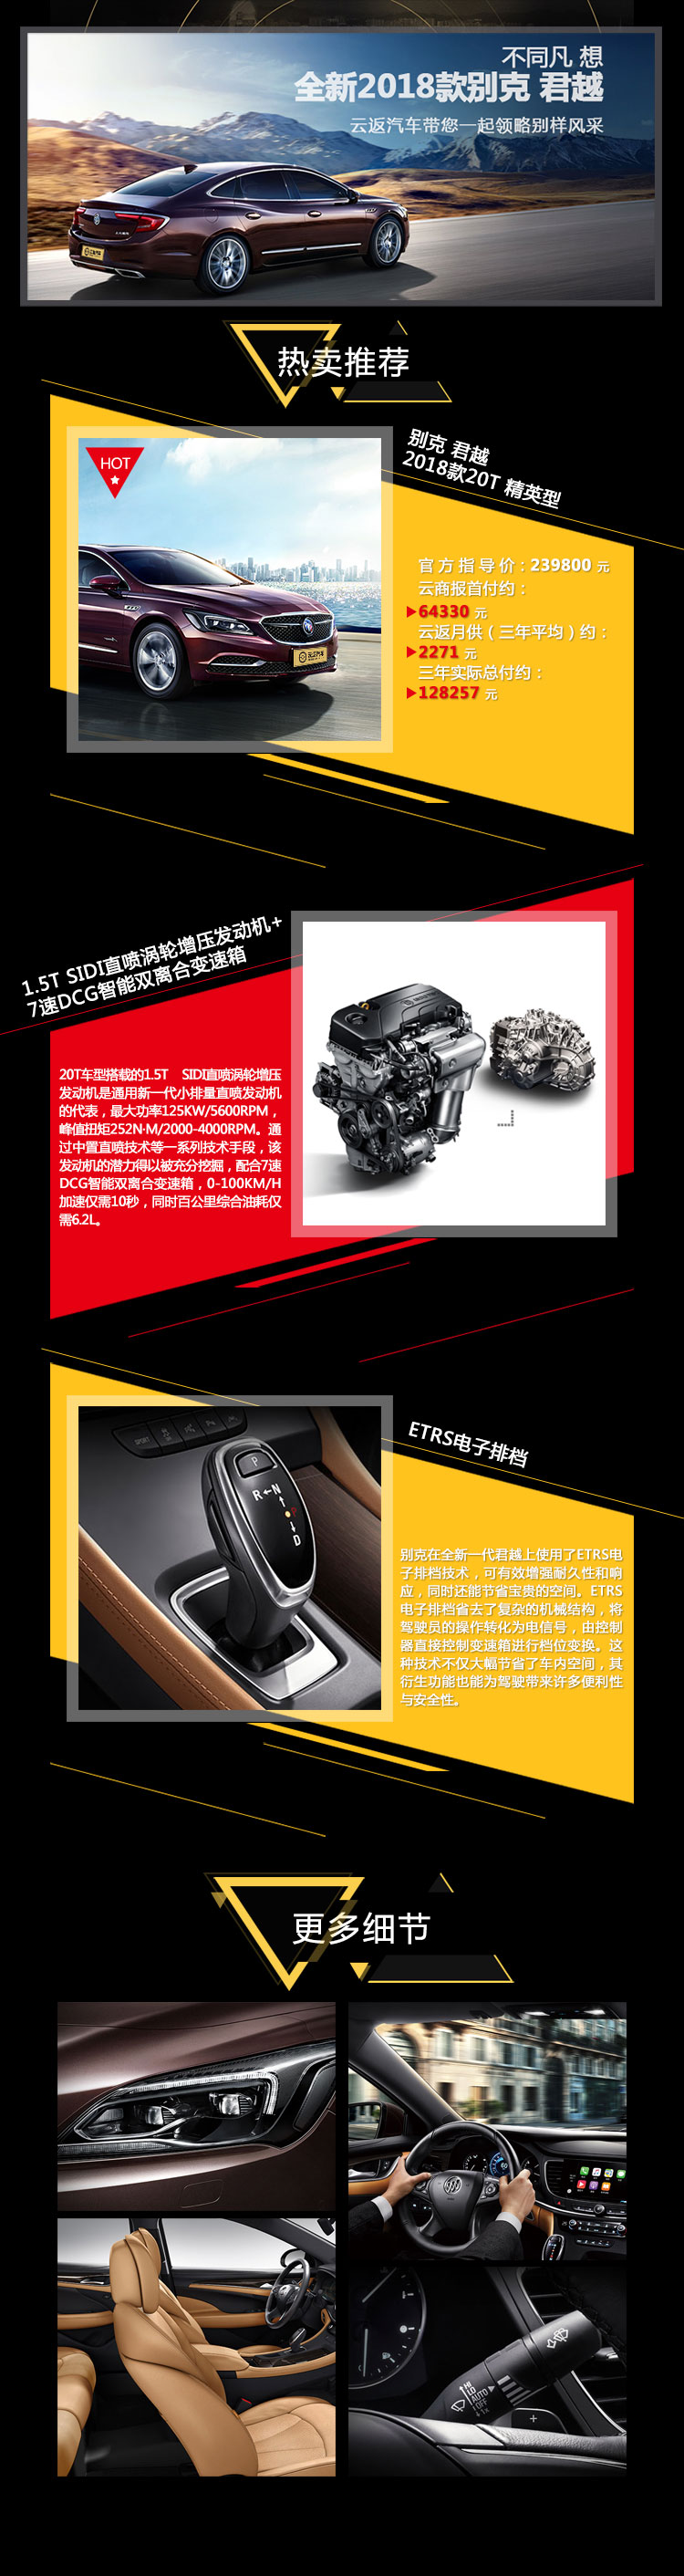 不同凡 想
全新2018款别克 君越
云返汽车带您一起领略别样风采
热卖推荐
HOT
别克 君越
2018款20T 精英型
官方指导价：239800 元
云商报首付约：
64330 元
云返月供（三年平均）约：
2271 元
三年实际总付约：
128257 元
1.5T SIDI直喷涡轮增压发动机+
7速DCG智能双离合变速箱
20T车型搭载的1.5T SIDI直喷涡轮增压
发动机是通用新一代小排量直喷发动机
的代表，最大功率125KW/5600RPM，
峰值扭矩252N·M/2000-4000RPM。通
过中置直喷技术等一系列技术手段，该
发动机的潜力得以被充分挖掘，配合7速
DCG智能双离合变速箱，0-100KM/H
加速仅需10秒，同时百公里综合油耗仅
需6.2L。
ETRS电子排档
P
R N
D
别克在全新一代君越上使用了ETRS电
子排档技术，可有效增强耐久性和响
应，同时还能节省宝贵的空间。ETRS
电子排档省去了复杂的机械结构，将
驾驶员的操作转化为电信号，由控制
器直接控制变速箱进行档位变换。这
种技术不仅大幅节省了车内空间，其
衍生功能也能为驾驶带来许多便利性
与安全性。
更多细节
HI
LO
AUTO
OFF
1x